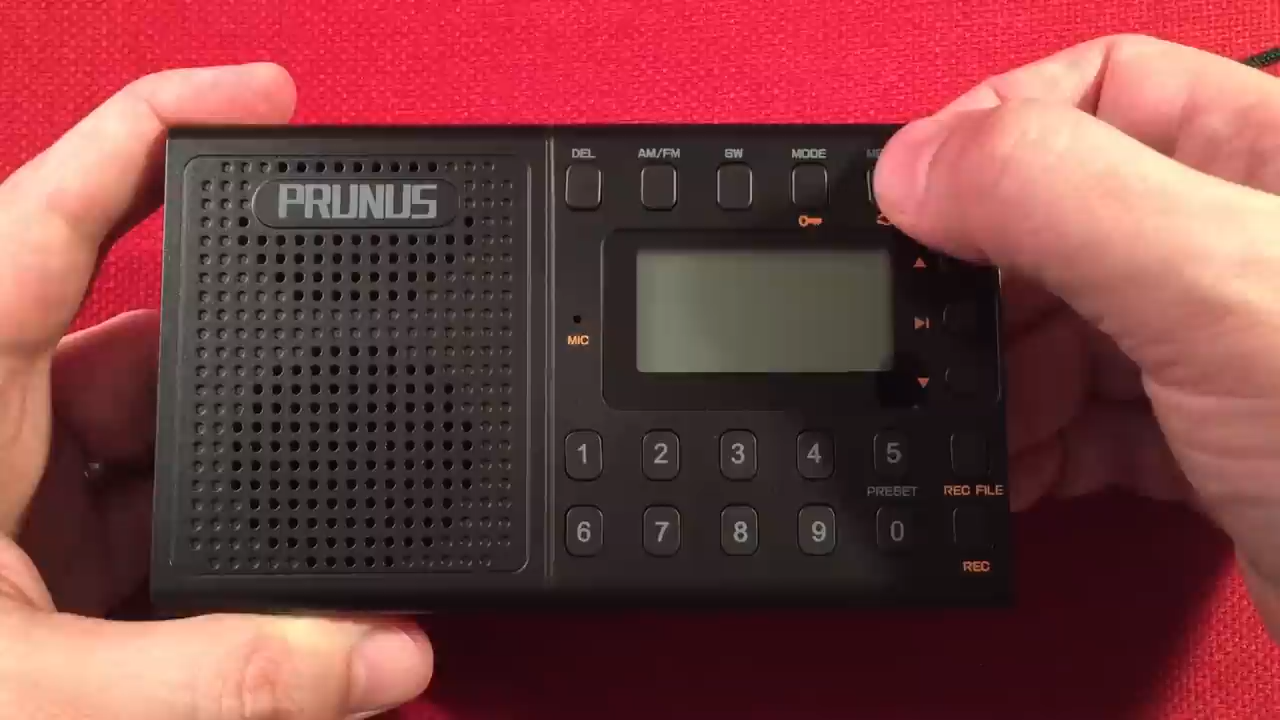 PRUNUS
DEL AM/FM SW MODE
MIC
1 2 3 4 5
PRESET REC FILE
6 7 8 9 0
REC